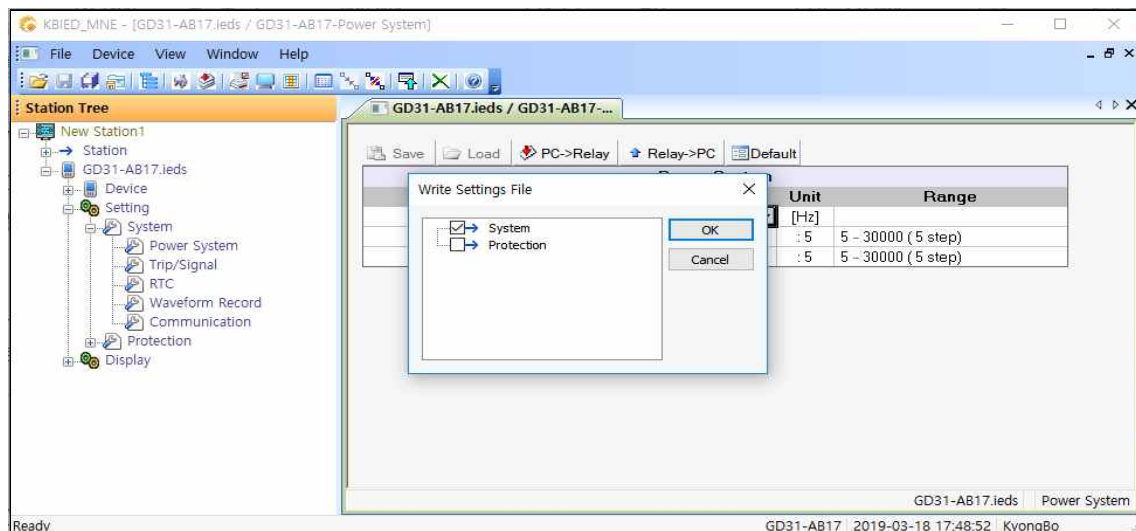 KBIED_MNE - [GD31-AB17.ieds / GD31-AB17-Power System]
File Device View Window Help
Station Tree
GD31-AB17.ieds / GD31-AB17-...
New Station1
Station
GD31-AB17.ieds
Device
Setting
System
Power System
Trip/Signal
RTC
Waveform Record
Communication
Protection
Display
Save Load PC->Relay Relay->PC Default
Unit Range
[Hz]
: 5 5 - 30000 ( 5 step)
: 5 5 - 30000 ( 5 step)
Write Settings File
System
Protection
OK
Cancel
GD31-AB17.ieds Power System
Ready GD31-AB17 2019-03-18 17:48:52 KyongBo